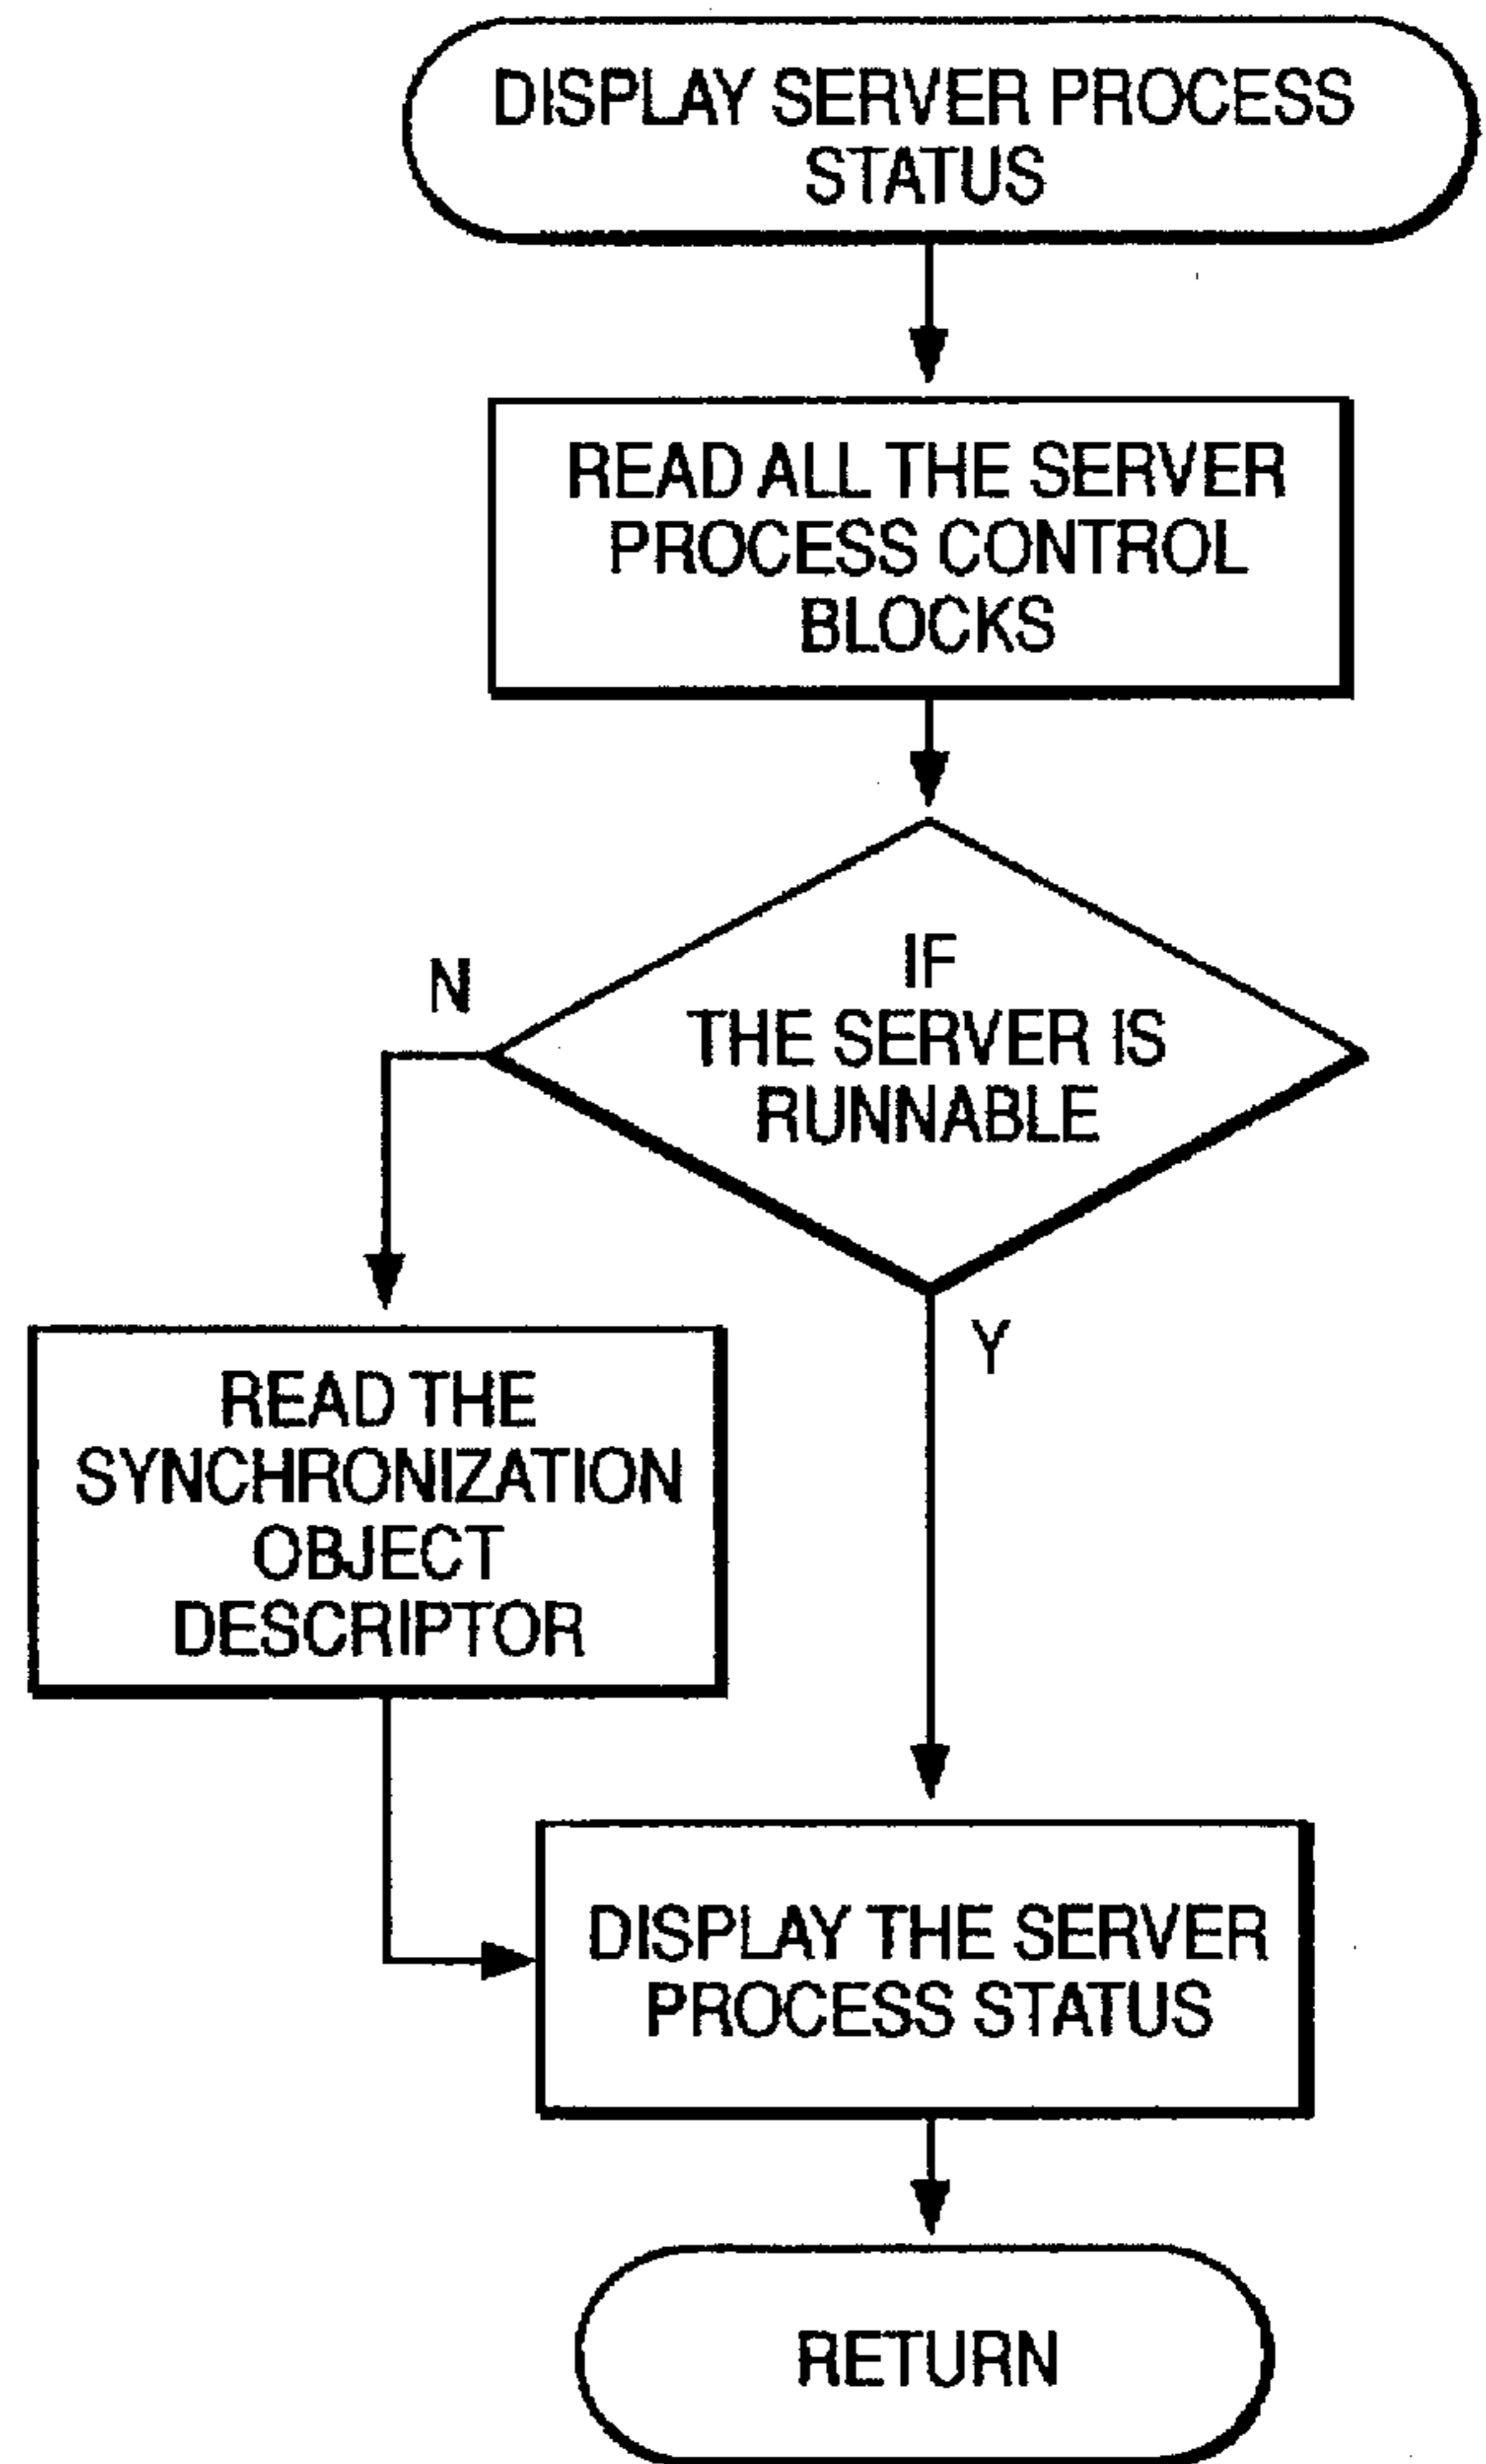 DISPLAY SERVER PROCESS
STATUS
READ ALL THE SERVER
PROCESS CONTROL
BLOCKS
IF
THE SERVER IS
RUNNABLE
N
Y
READ THE
SYNCHRONIZATION
OBJECT
DESCRIPTOR
DISPLAY THE SERVER
PROCESS STATUS
RETURN